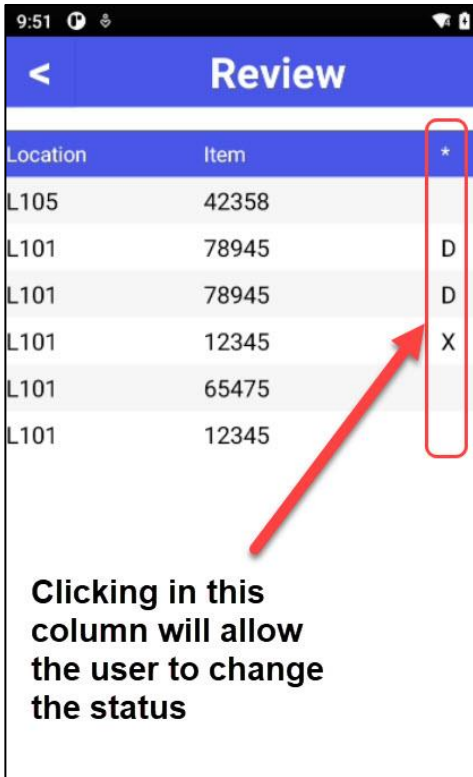 9:51
< Review
Location Item *
L105 42358
L101 78945 D
L101 78945 D
L101 12345 X
L101 65475
L101 12345
Clicking in this
column will allow
the user to change
the status